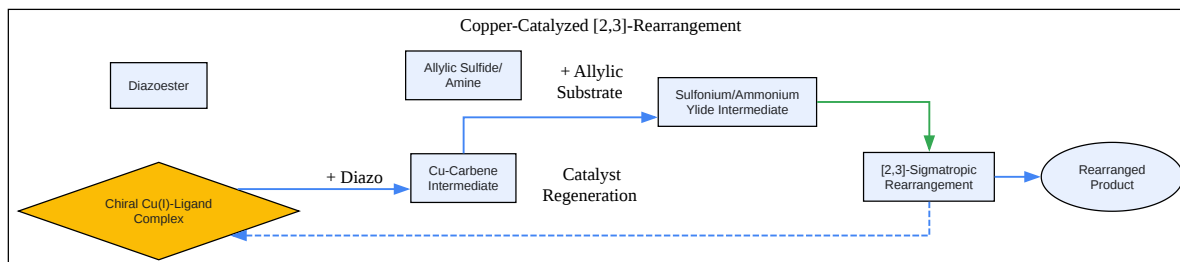 Copper-Catalyzed [2,3]-Rearrangement
Diazoester
Allylic Sulfide/
Amine
+ Allylic
Substrate
Sulfonium/Ammonium
Ylide Intermediate
+ Diazo
Cu-Carbene
Intermediate
Catalyst
Regeneration
[2,3]-Sigmatropic
Rearrangement
Rearranged
Product
Chiral Cu(I)-Ligand
Complex